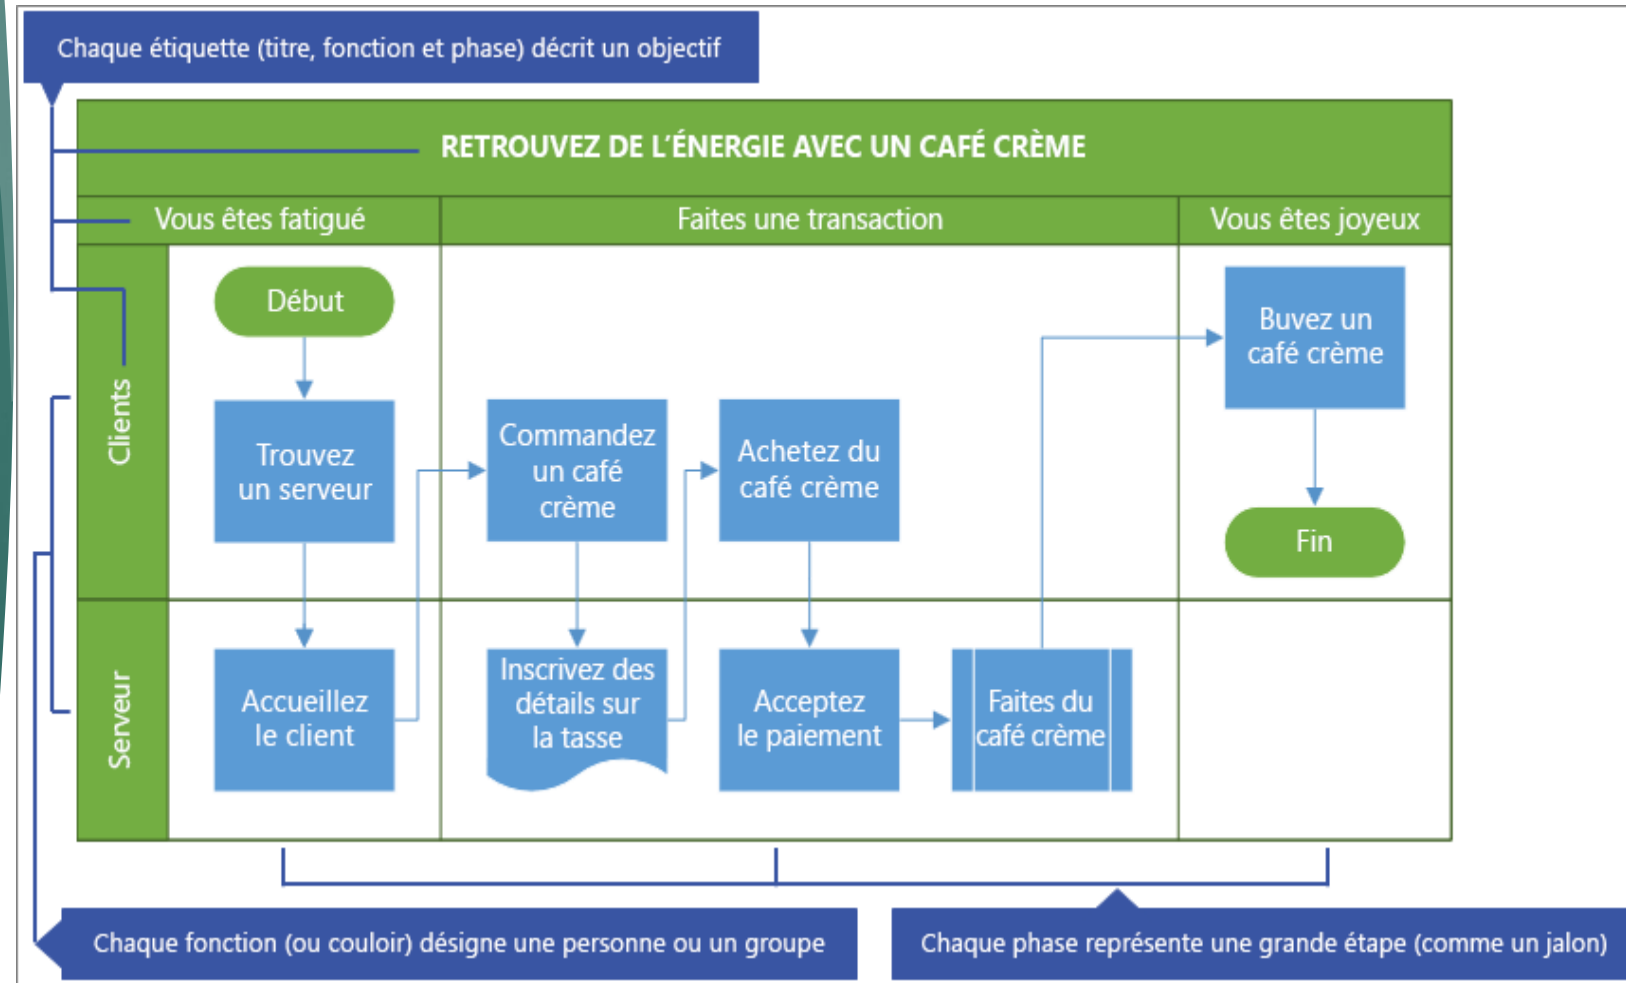 Chaque étiquette (titre, fonction et phase) décrit un objectif
RETROUVEZ DE L'ÉNERGIE AVEC UN CAFÉ CRÈME
Vous êtes fatigué
Faites une transaction
Vous êtes joyeux
Clients
Début
Trouvez
un serveur
Commandez
un café
crème
Achetez du
café crème
Buvez un
café crème
Fin
Serveur
Accueillez
le client
Inscrivez des
détails sur
la tasse
Acceptez
le paiement
Faites du
café crème
Chaque fonction (ou couloir) désigne une personne ou un groupe
Chaque phase représente une grande étape (comme un jalon)